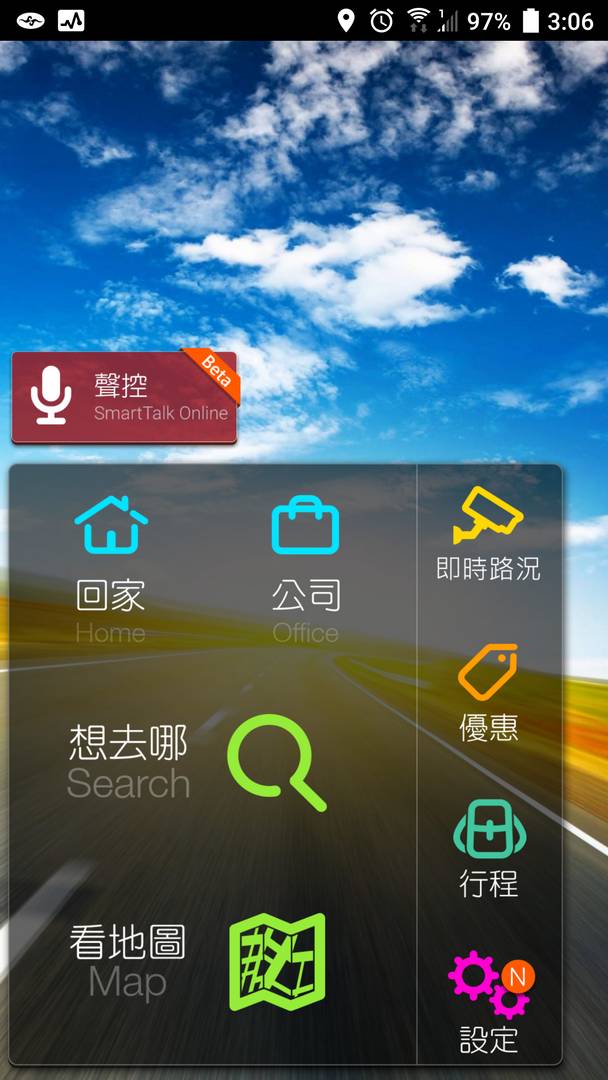 97% 3:06
Beta
聲控
SmartTalk Online
回家
Home
公司
Office
想去哪
Search
看地圖
Map
即時路況
優惠
行程
N
設定